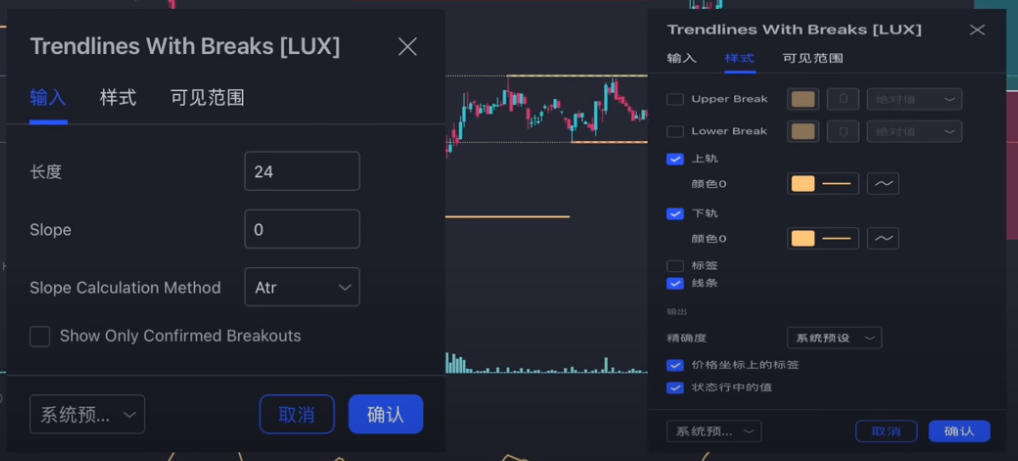 Trendlines With Breaks [LUX]
输入 样式 可见范围
长度 24
Slope 0
Slope Calculation Method Atr
Show Only Confirmed Breakouts
系统预... 取消 确认
Trendlines With Breaks [LUX]
输入 样式 可见范围
Upper Break 绝对值
Lower Break 绝对值
上轨
颜色0
下轨
颜色0
标签
线条
输出
精确度 系统预设
价格坐标上的标签
状态行中的值
系统预... 取消 确认